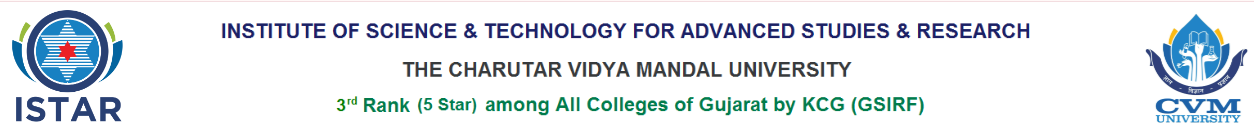 INSTITUTE OF SCIENCE & TECHNOLOGY FOR ADVANCED STUDIES & RESEARCH
THE CHARUTAR VIDYA MANDAL UNIVERSITY
3rd Rank (5 Star) among All Colleges of Gujarat by KCG (GSIRF)
ISTAR
ज्ञान - विज्ञान - प्रज्ञान
CVM
UNIVERSITY